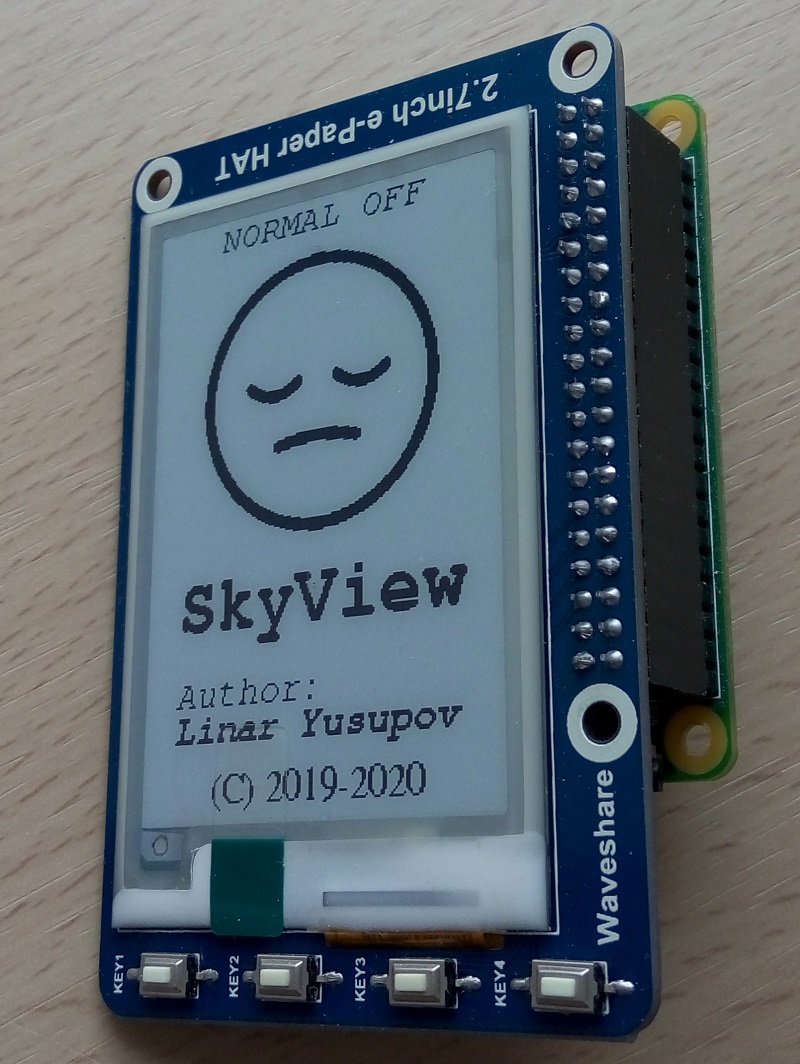 2.7inch e-Paper HAT
NORMAL OFF
SkyView
Author:
Linar Yusupov
(C) 2019-2020
Waveshare
KEY1
KEY2
KEY3
KEY4